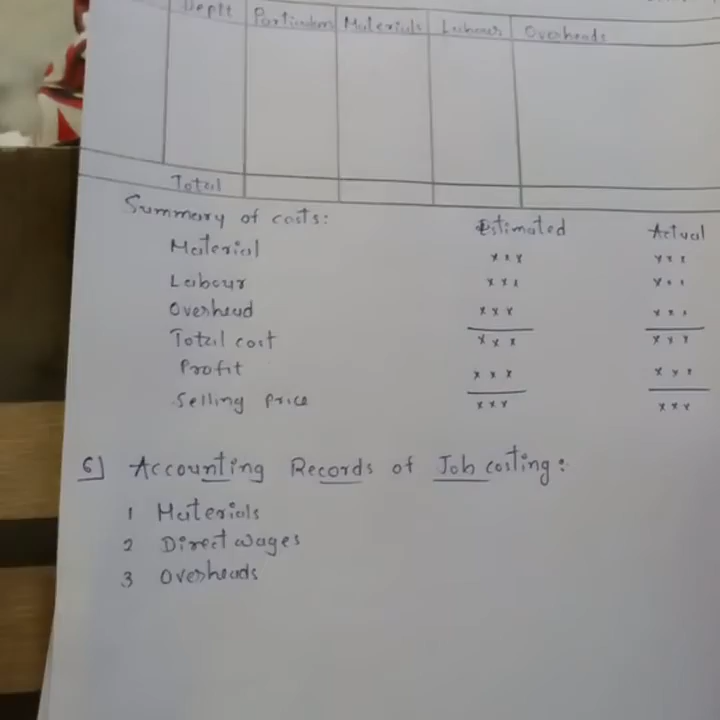 Deptt Particulars Materials Labour Overheads
Total
Summary of costs: Estimated Actual
Material xxx xxx
Labour xxx xxx
Overhead xxx xxx
Total cost xxx xxx
Profit xxx xxx
Selling Price xxx xxx
6] Accounting Records of Job costing:
1 Materials
2 Direct wages
3 Overheads